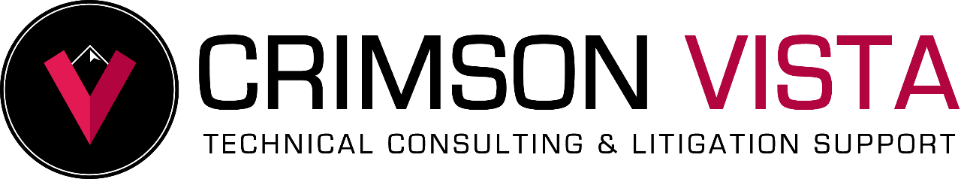 CRIMSON VISTA
TECHNICAL CONSULTING & LITIGATION SUPPORT